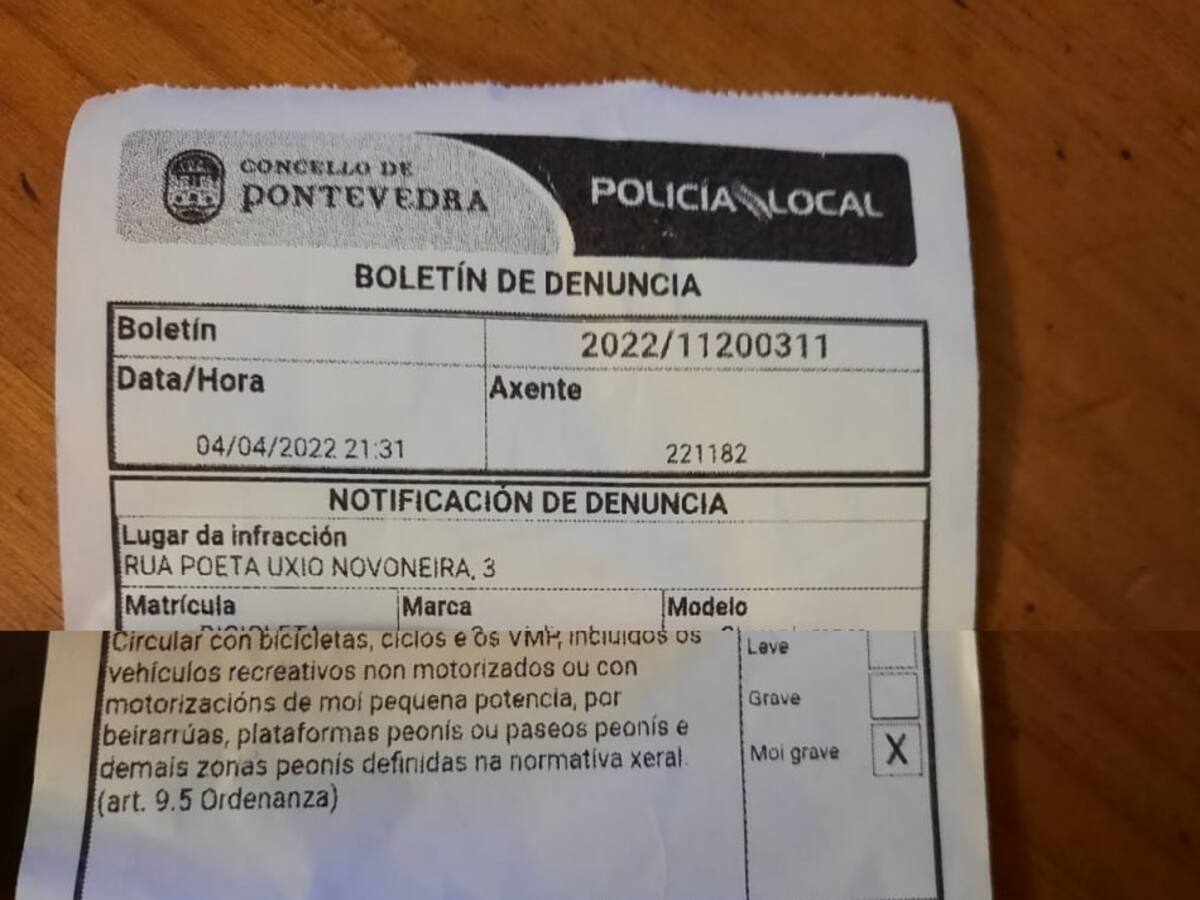 CONCELLO DE
PONTEVEDRA
POLICÍA LOCAL
BOLETÍN DE DENUNCIA
Boletín
2022/11200311
Data/Hora
Axente
04/04/2022 21:31
221182
NOTIFICACIÓN DE DENUNCIA
Lugar da infracción
RUA POETA UXIO NOVONEIRA, 3
Matrícula
Marca
Modelo
Circular con bicicletas, ciclos e os VMP, incluidos os
vehículos recreativos non motorizados ou con
motorizacións de moi pequena potencia, por
beirarrúas, plataformas peonís ou paseos peonís e
demais zonas peonís definidas na normativa xeral.
(art. 9.5 Ordenanza)
Leve
Grave
Moi grave X